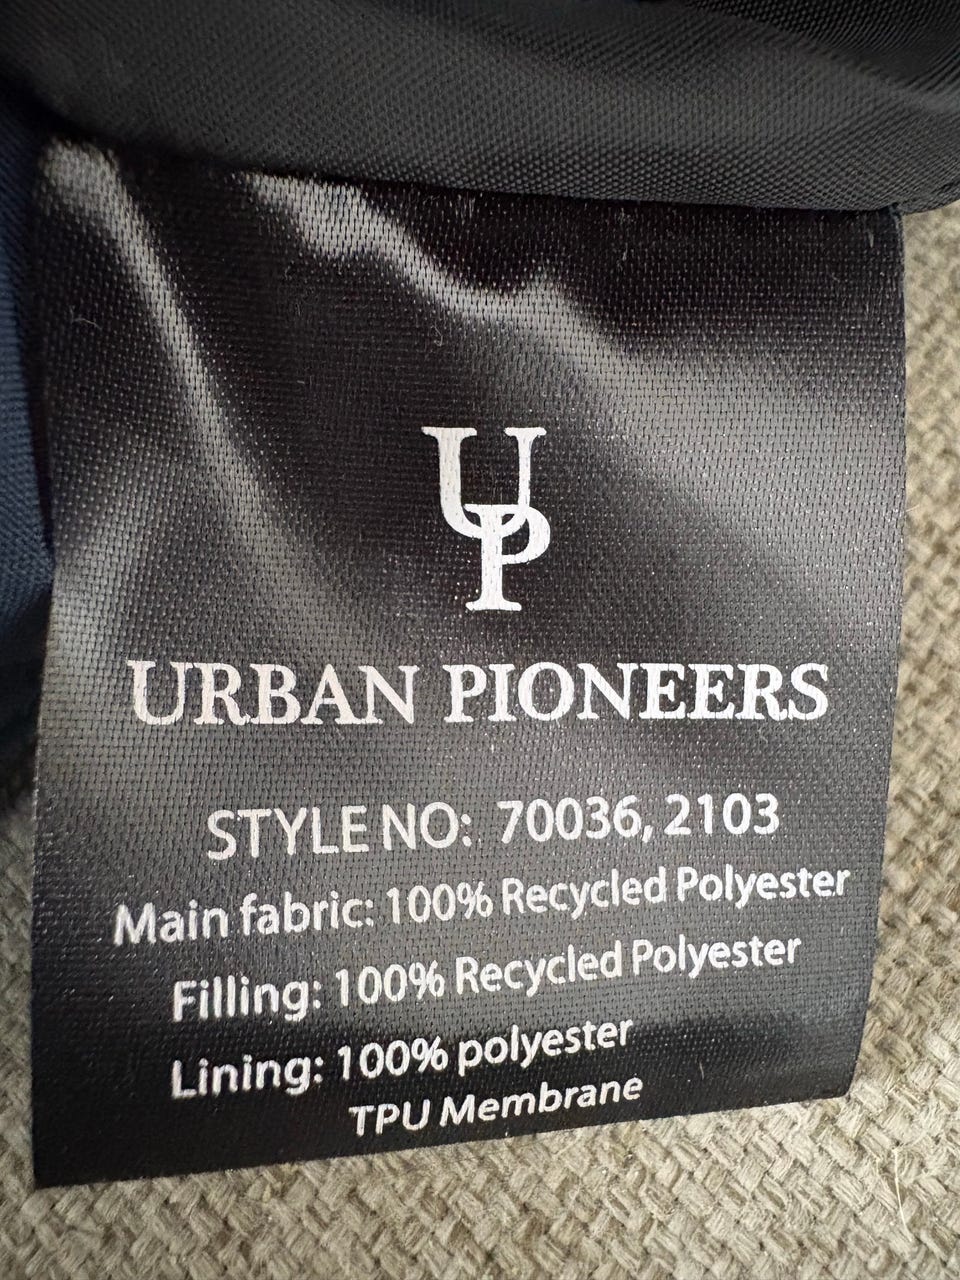 UP
URBAN PIONEERS
STYLE NO: 70036, 2103
Main fabric: 100% Recycled Polyester
Filling: 100% Recycled Polyester
Lining: 100% polyester
TPU Membrane